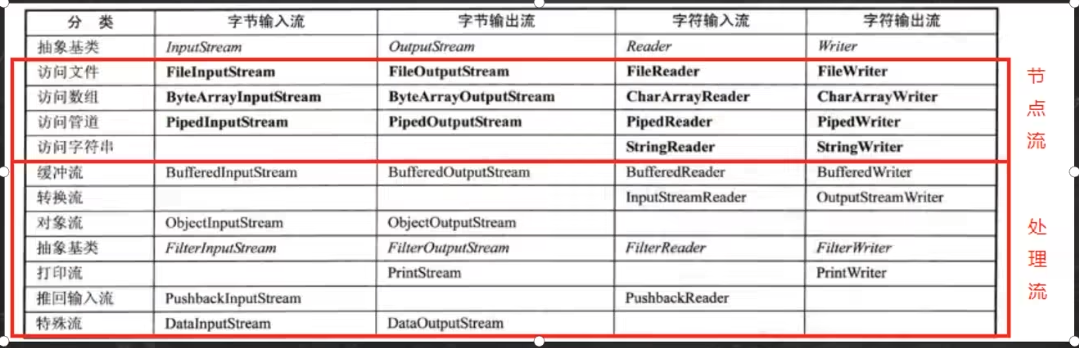 分 类 字节输入流 字节输出流 字符输入流 字符输出流
抽象基类 InputStream OutputStream Reader Writer
访问文件 FileInputStream FileOutputStream FileReader FileWriter
访问数组 ByteArrayInputStream ByteArrayOutputStream CharArrayReader CharArrayWriter
访问管道 PipedInputStream PipedOutputStream PipedReader PipedWriter
访问字符串 StringReader StringWriter
缓冲流 BufferedInputStream BufferedOutputStream BufferedReader BufferedWriter
转换流 InputStreamReader OutputStreamWriter
对象流 ObjectInputStream ObjectOutputStream
抽象基类 FilterInputStream FilterOutputStream FilterReader FilterWriter
打印流 PrintStream PrintWriter
推回输入流 PushbackInputStream PushbackReader
特殊流 DataInputStream DataOutputStream
节点流
处理流